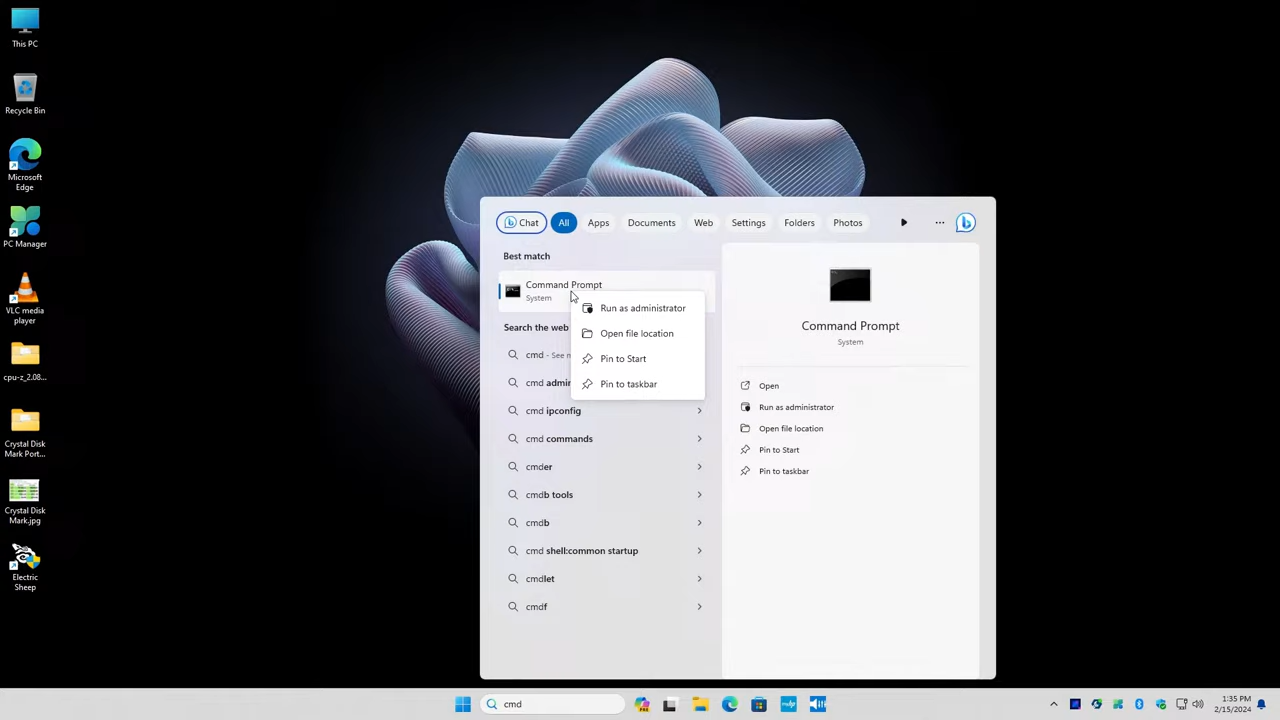 This PC
Recycle Bin
Microsoft
Edge
PC Manager
VLC media
player
cpu-z_2.08...
Crystal Disk
Mark Port...
Crystal Disk
Mark.jpg
Electric
Sheep
Chat
All
Apps
Documents
Web
Settings
Folders
Photos
Best match
Command Prompt
System
Run as administrator
Open file location
Pin to Start
Pin to taskbar
Search the web
cmd - See
cmd
cmd ipconfig
cmd commands
cmder
cmdb tools
cmdb
cmd shell:common startup
cmdlet
cmdf
Command Prompt
System
Open
Run as administrator
Open file location
Pin to Start
Pin to taskbar
cmd
1:35 PM
2/15/2024